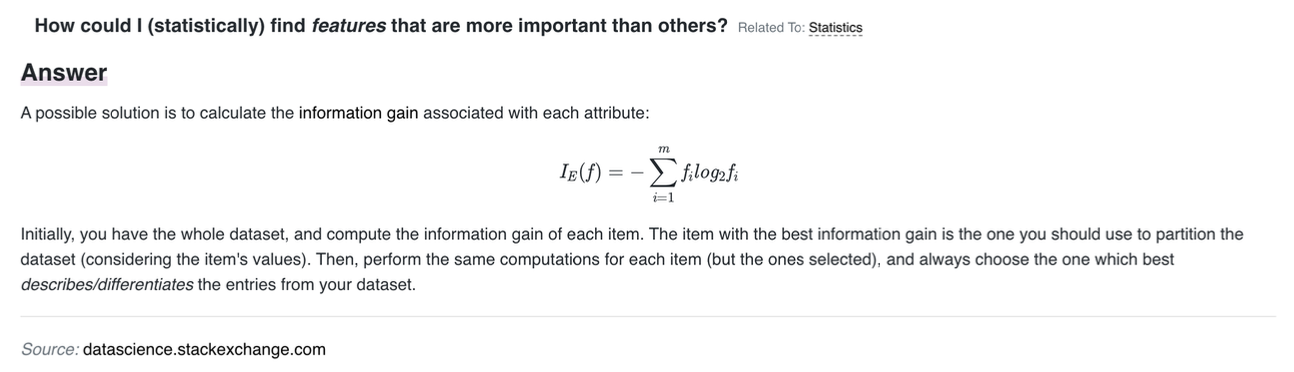 How could I (statistically) find features that are more important than others? Related To: Statistics
Answer
A possible solution is to calculate the information gain associated with each attribute:
m
I_E(f) = − ∑ f_i log_2 f_i
i=1
Initially, you have the whole dataset, and compute the information gain of each item. The item with the best information gain is the one you should use to partition the
dataset (considering the item's values). Then, perform the same computations for each item (but the ones selected), and always choose the one which best
describes/differentiates the entries from your dataset.
Source: datascience.stackexchange.com